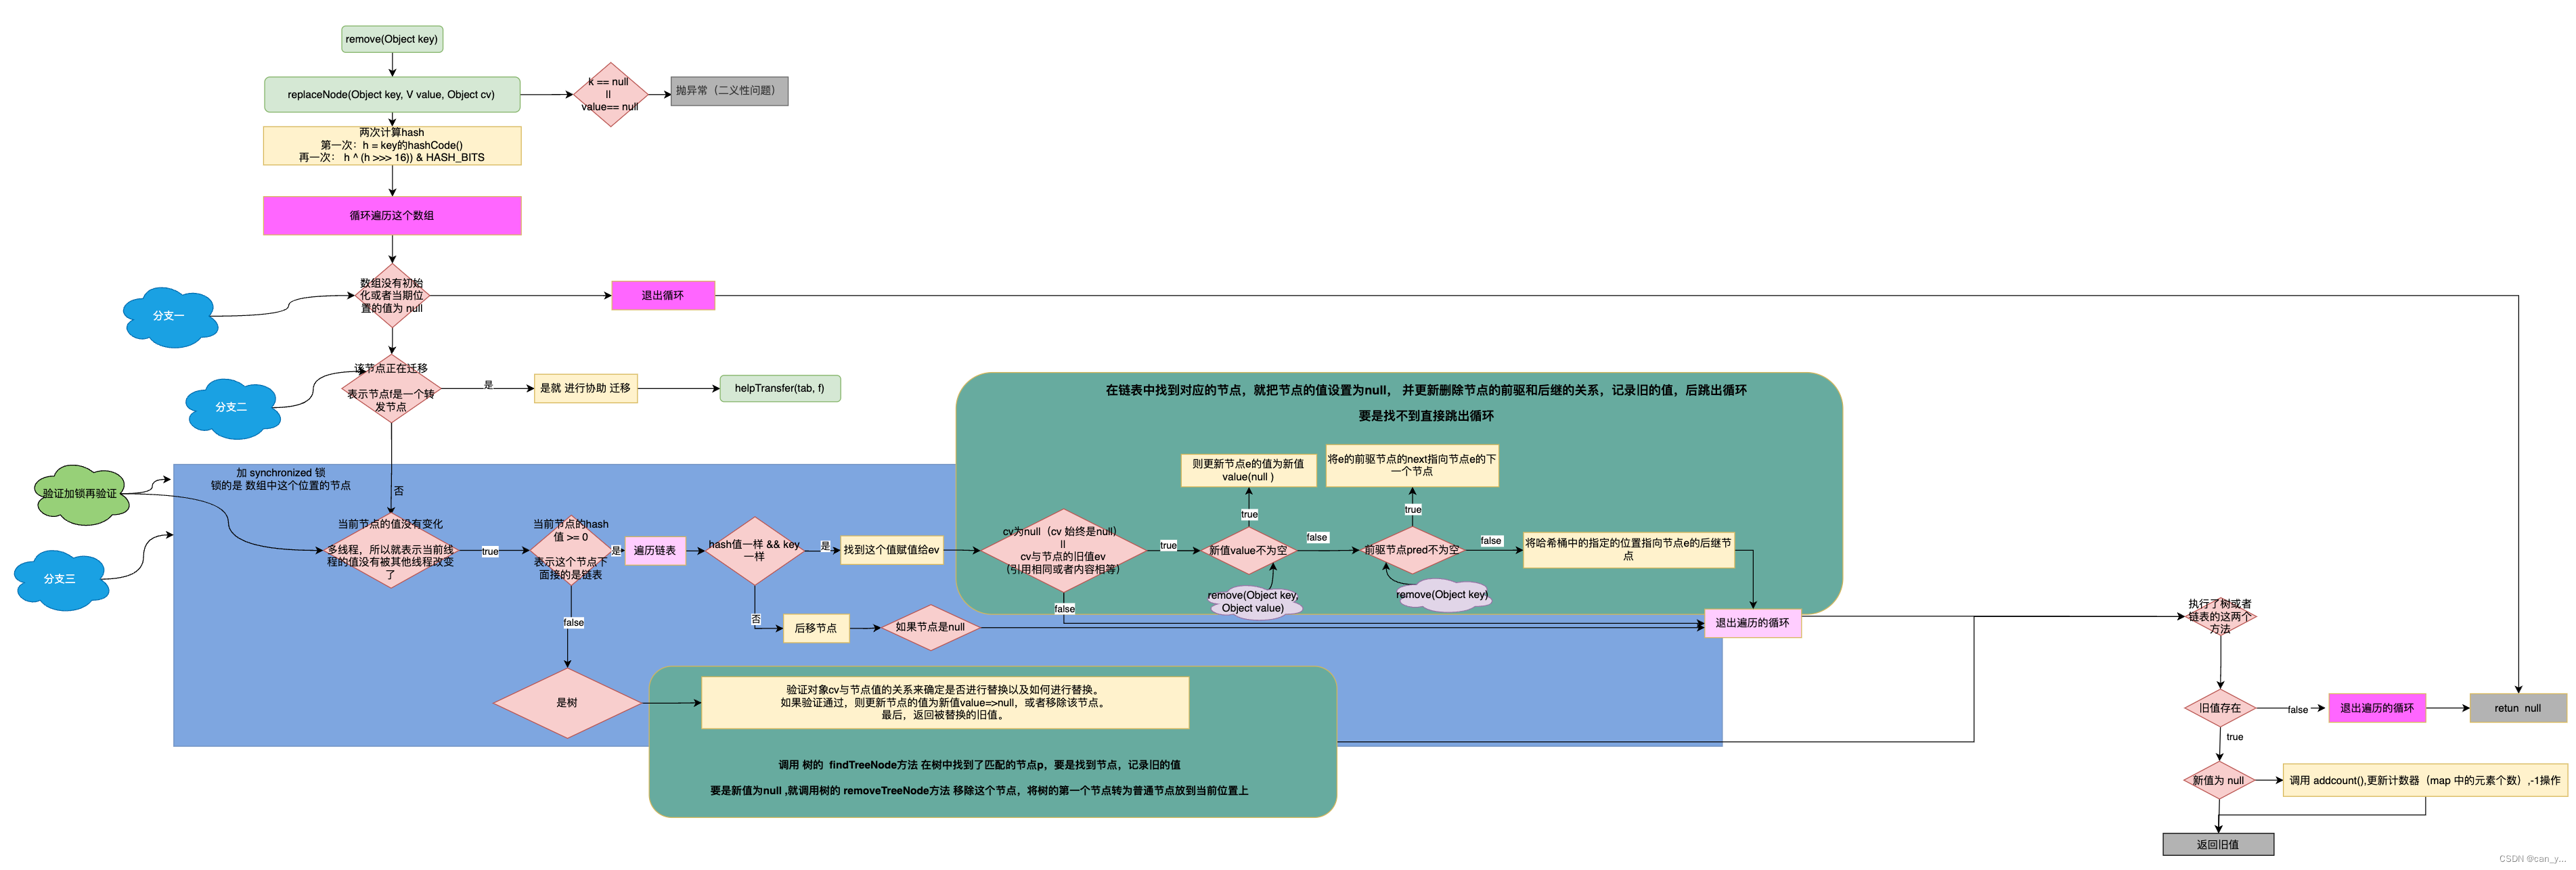 remove(Object key)
replaceNode(Object key, V value, Object cv)
k == null
||
value== null
抛异常（二义性问题）
两次计算hash
第一次：h = key的hashCode()
再一次： h ^ (h >>> 16)) & HASH_BITS
循环遍历这个数组
数组没有初始
化或者当期位
置的值为 null
退出循环
分支一
该节点正在迁移
表示节点f是一个转
发节点
是
是就 进行协助 迁移
helpTransfer(tab, f)
分支二
在链表中找到对应的节点，就把节点的值设置为null， 并更新删除节点的前驱和后继的关系，记录旧的值，后跳出循环
要是找不到直接跳出循环
验证加锁再验证
加 synchronized 锁
锁的是 数组中这个位置的节点
否
则更新节点e的值为新值
value(null )
将e的前驱节点的next指向节点e的下
一个节点
true
true
当前节点的值没有变化
多线程，所以就表示当前线
程的值没有被其他线程改变
了
true
当前节点的hash
值 >= 0
表示这个节点下
面接的是链表
是
遍历链表
hash值一样 && key
一样
是
找到这个值赋值给ev
cv为null（cv 始终是null）
||
cv与节点的旧值ev
（引用相同或者内容相等）
true
新值value不为空
false
前驱节点pred不为空
false
将哈希桶中的指定的位置指向节点e的后继节
点
分支三
remove(Object key,
Object value)
remove(Object key)
false
否
false
后移节点
如果节点是null
退出遍历的循环
执行了树或者
链表的这两个
方法
是树
验证对象cv与节点值的关系来确定是否进行替换以及如何进行替换。
如果验证通过，则更新节点的值为新值value=>null，或者移除该节点。
最后，返回被替换的旧值。
旧值存在
false
退出遍历的循环
retun  null
true
调用 树的  findTreeNode方法 在树中找到了匹配的节点p，要是找到节点，记录旧的值
要是新值为null ,就调用树的 removeTreeNode方法 移除这个节点，将树的第一个节点转为普通节点放到当前位置上
新值为 null
调用 addcount(),更新计数器（map 中的元素个数）,-1操作
返回旧值
CSDN @can_y...